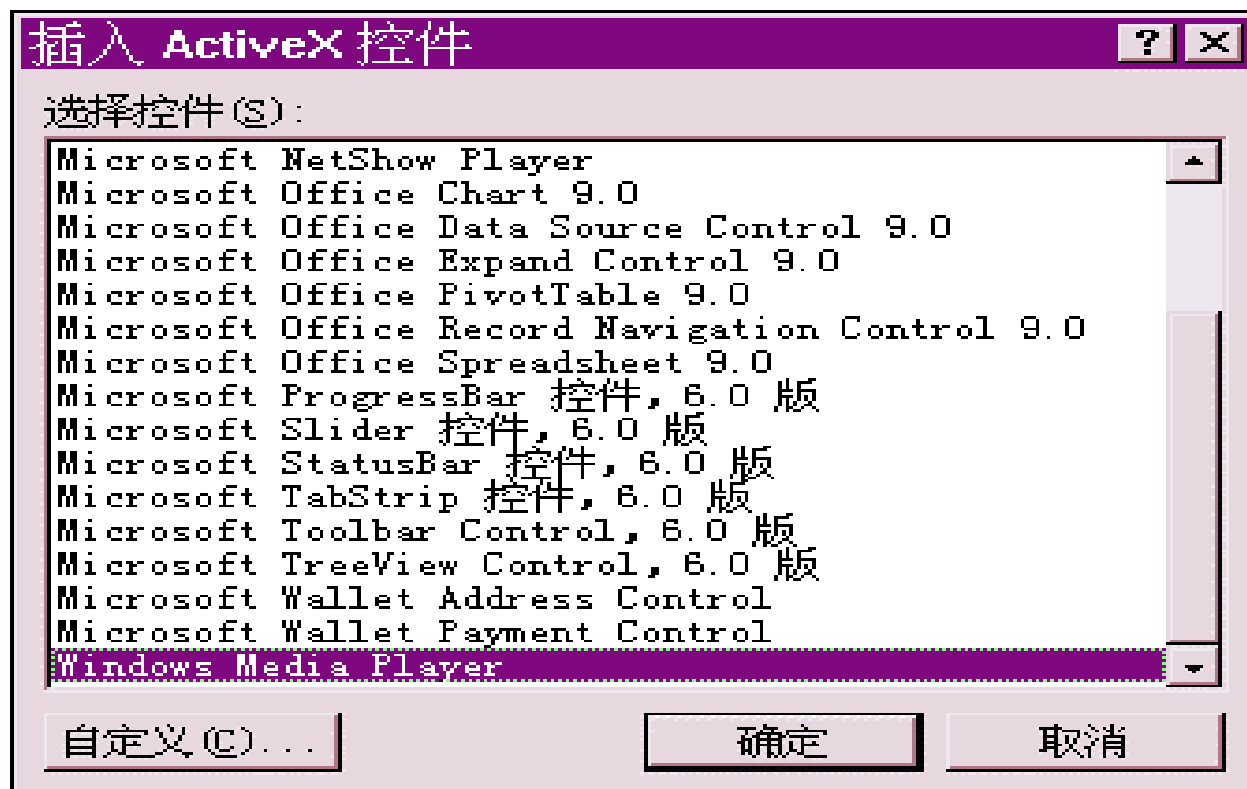 插入 ActiveX 控件
选择控件(S):
Microsoft NetShow Player
Microsoft Office Chart 9.0
Microsoft Office Data Source Control 9.0
Microsoft Office Expand Control 9.0
Microsoft Office PivotTable 9.0
Microsoft Office Record Navigation Control 9.0
Microsoft Office Spreadsheet 9.0
Microsoft ProgressBar 控件, 6.0 版
Microsoft Slider 控件, 6.0 版
Microsoft StatusBar 控件, 6.0 版
Microsoft TabStrip 控件, 6.0 版
Microsoft Toolbar Control, 6.0 版
Microsoft TreeView Control, 6.0 版
Microsoft Wallet Address Control
Microsoft Wallet Payment Control
Windows Media Player
自定义(C)... 确定 取消